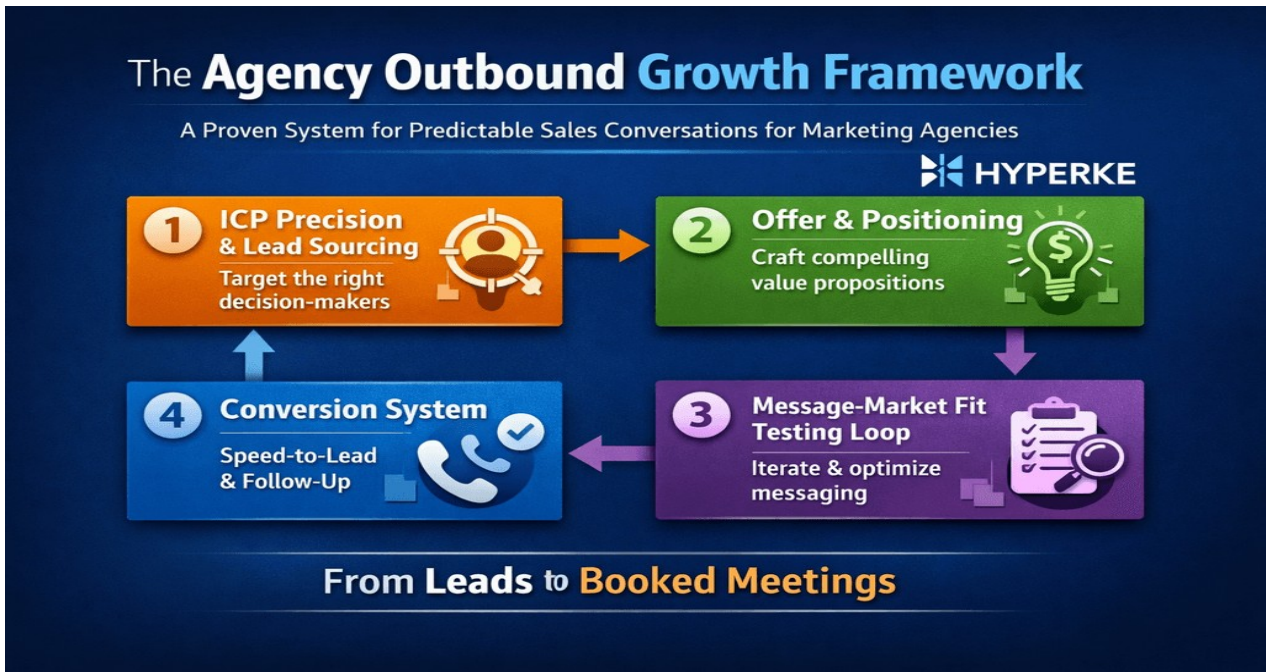 The Agency Outbound Growth Framework
A Proven System for Predictable Sales Conversations for Marketing Agencies
HYPERKE
1
ICP Precision
& Lead Sourcing
Target the right
decision-makers
2
Offer & Positioning
Craft compelling
value propositions
$
3
Message-Market Fit
Testing Loop
Iterate & optimize
messaging
4
Conversion System
Speed-to-Lead
& Follow-Up
From Leads to Booked Meetings